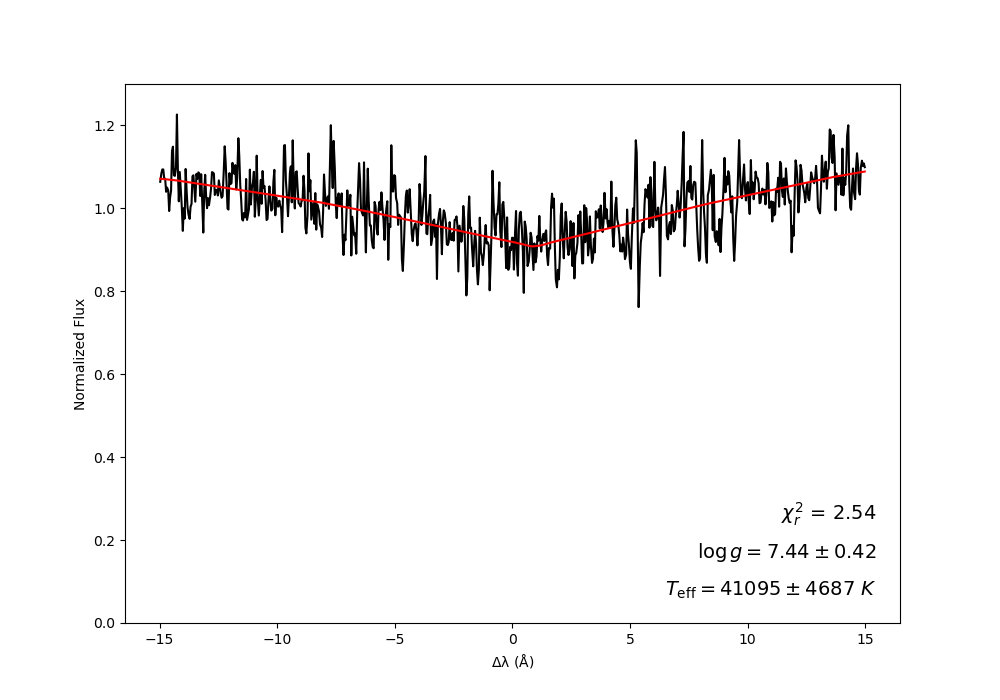 1.2
1.0
0.8
0.6
0.4
0.2
0.0
Normalized Flux
χ²ᵣ = 2.54
log g = 7.44 ± 0.42
T_eff = 41095 ± 4687 K
−15 −10 −5 0 5 10 15
Δλ (Å)